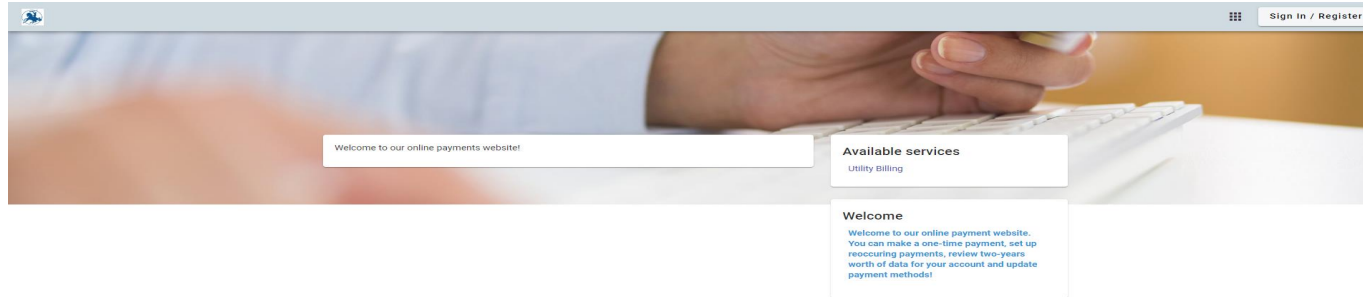 Sign In / Register
Welcome to our online payments website!
Available services
Utility Billing
Welcome
Welcome to our online payment website.
You can make a one-time payment, set up
reoccuring payments, review two-years
worth of data for your account and update
payment methods!